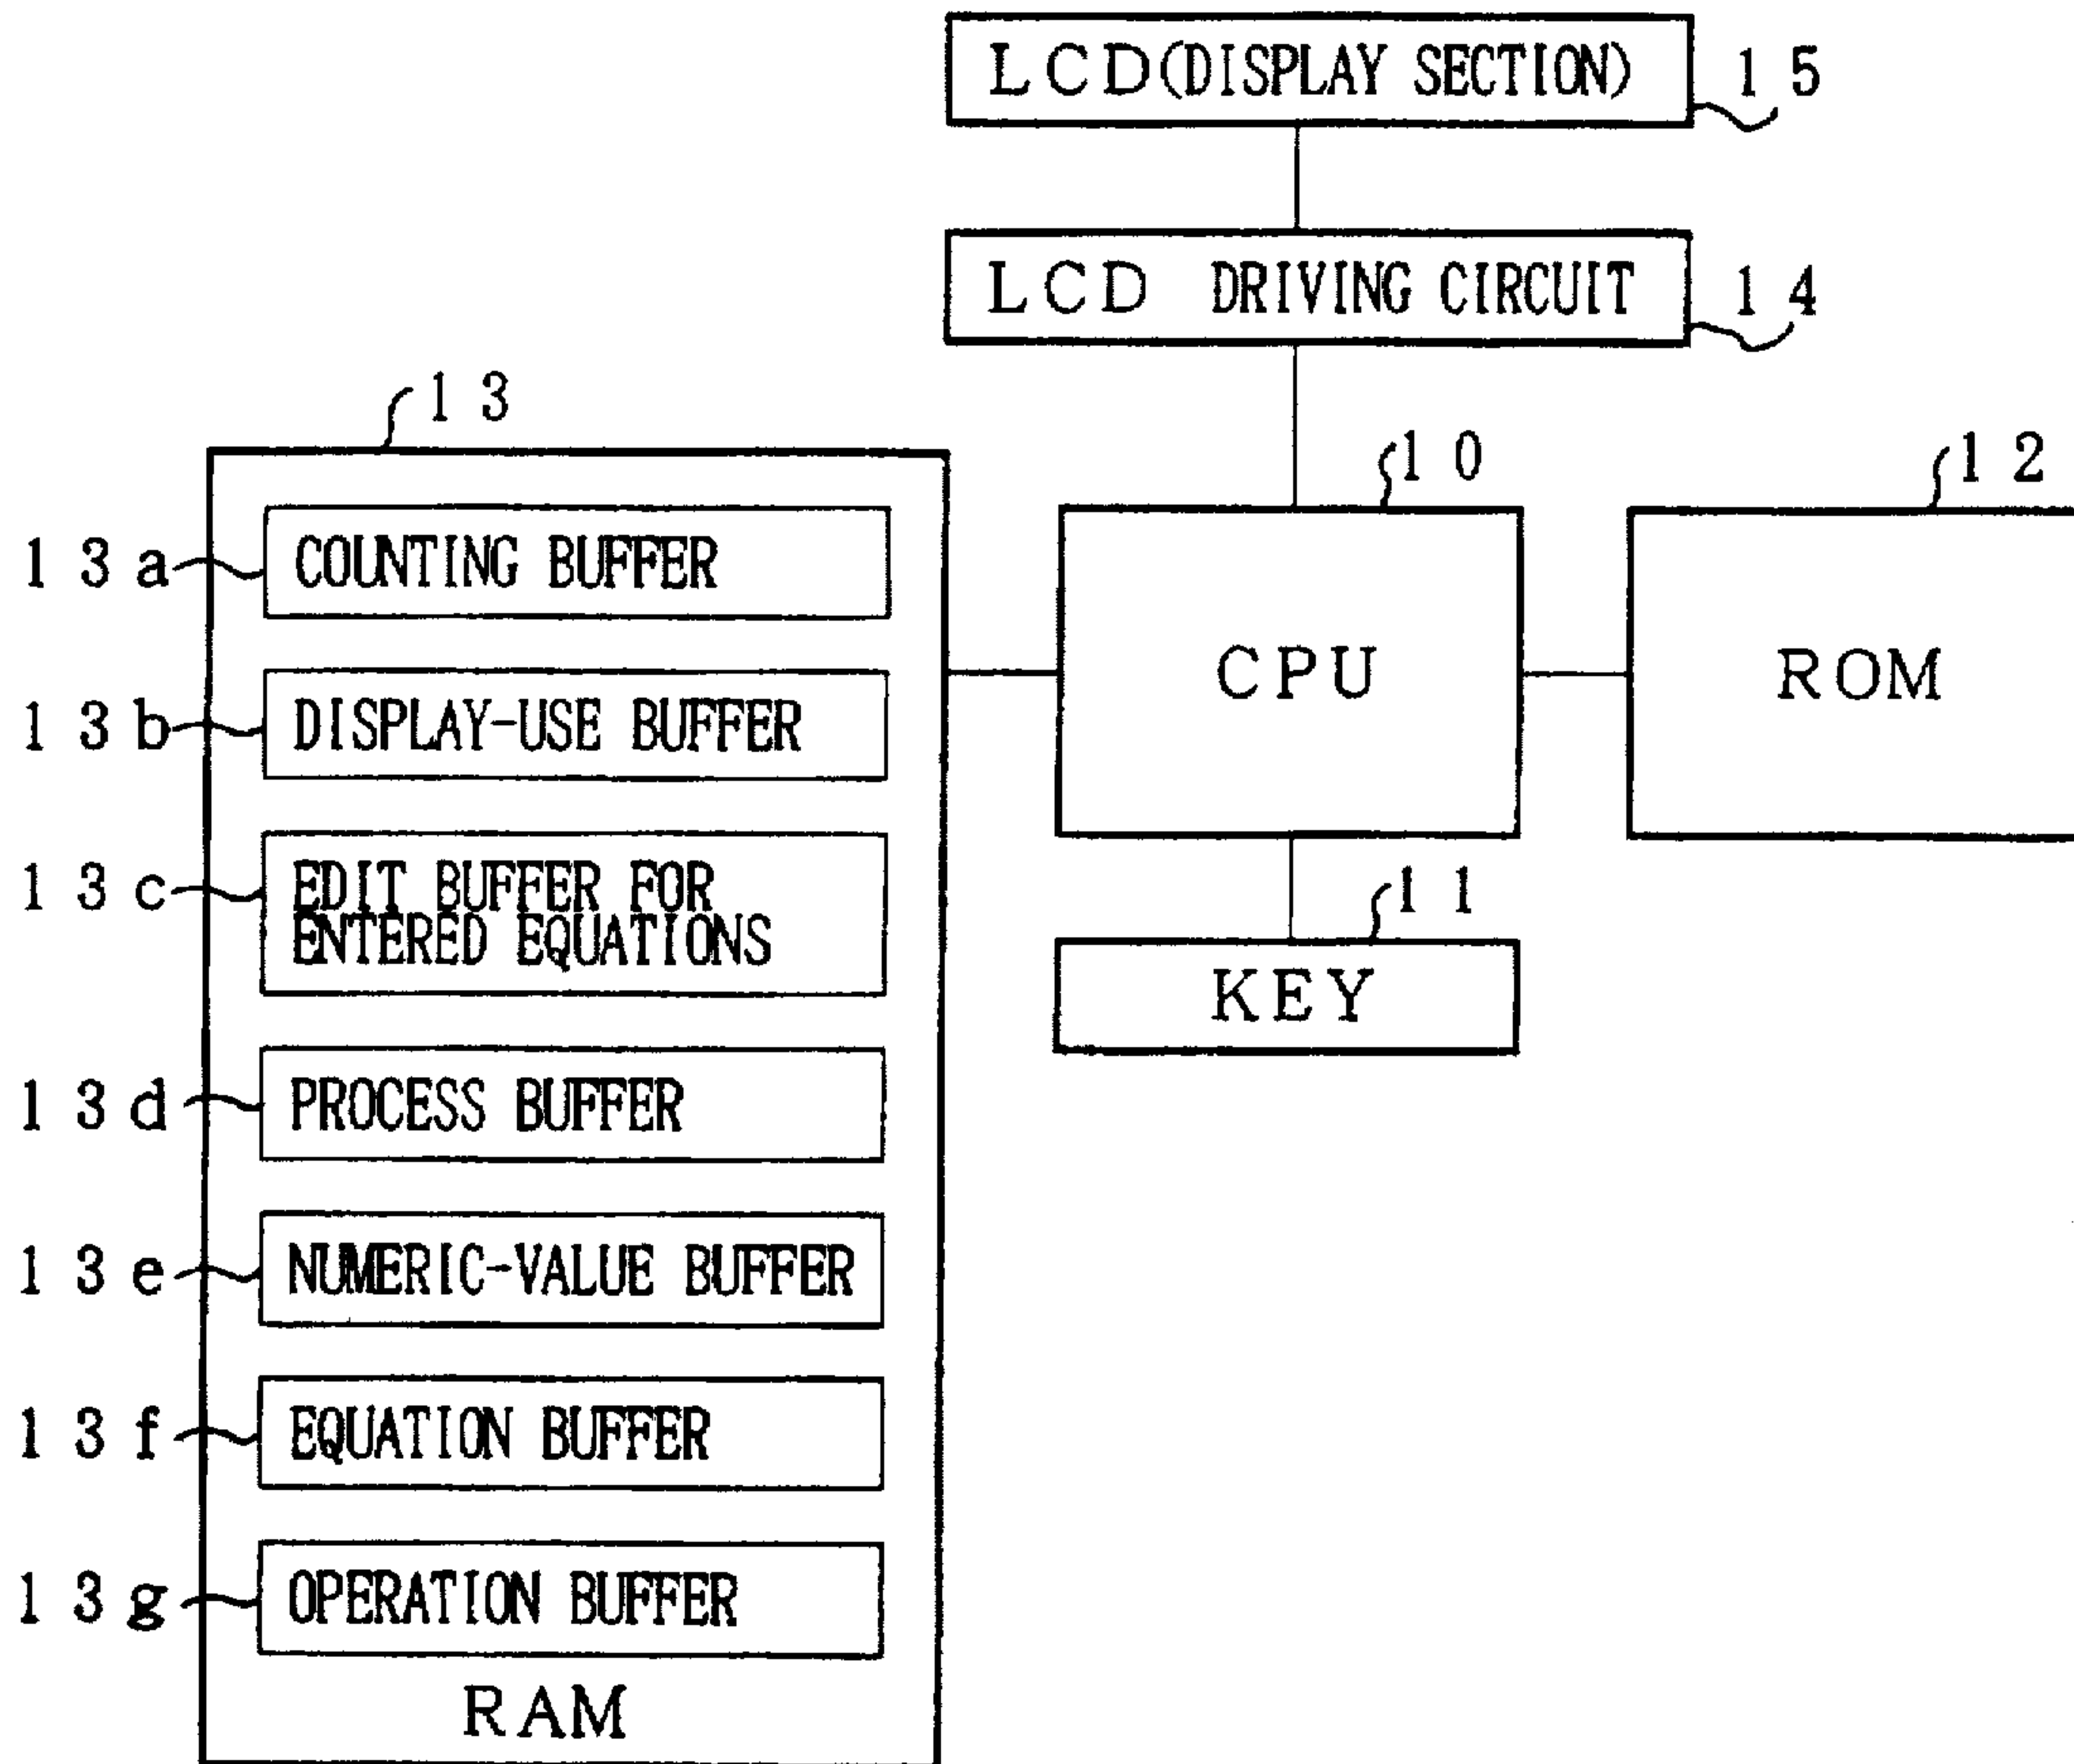 LCD(DISPLAY SECTION)
15
LCD DRIVING CIRCUIT
14
13
10
12
13a
COUNTING BUFFER
13b
DISPLAY-USE BUFFER
CPU
ROM
13c
EDIT BUFFER FOR
ENTERED EQUATIONS
11
KEY
13d
PROCESS BUFFER
13e
NUMERIC-VALUE BUFFER
13f
EQUATION BUFFER
13g
OPERATION BUFFER
RAM